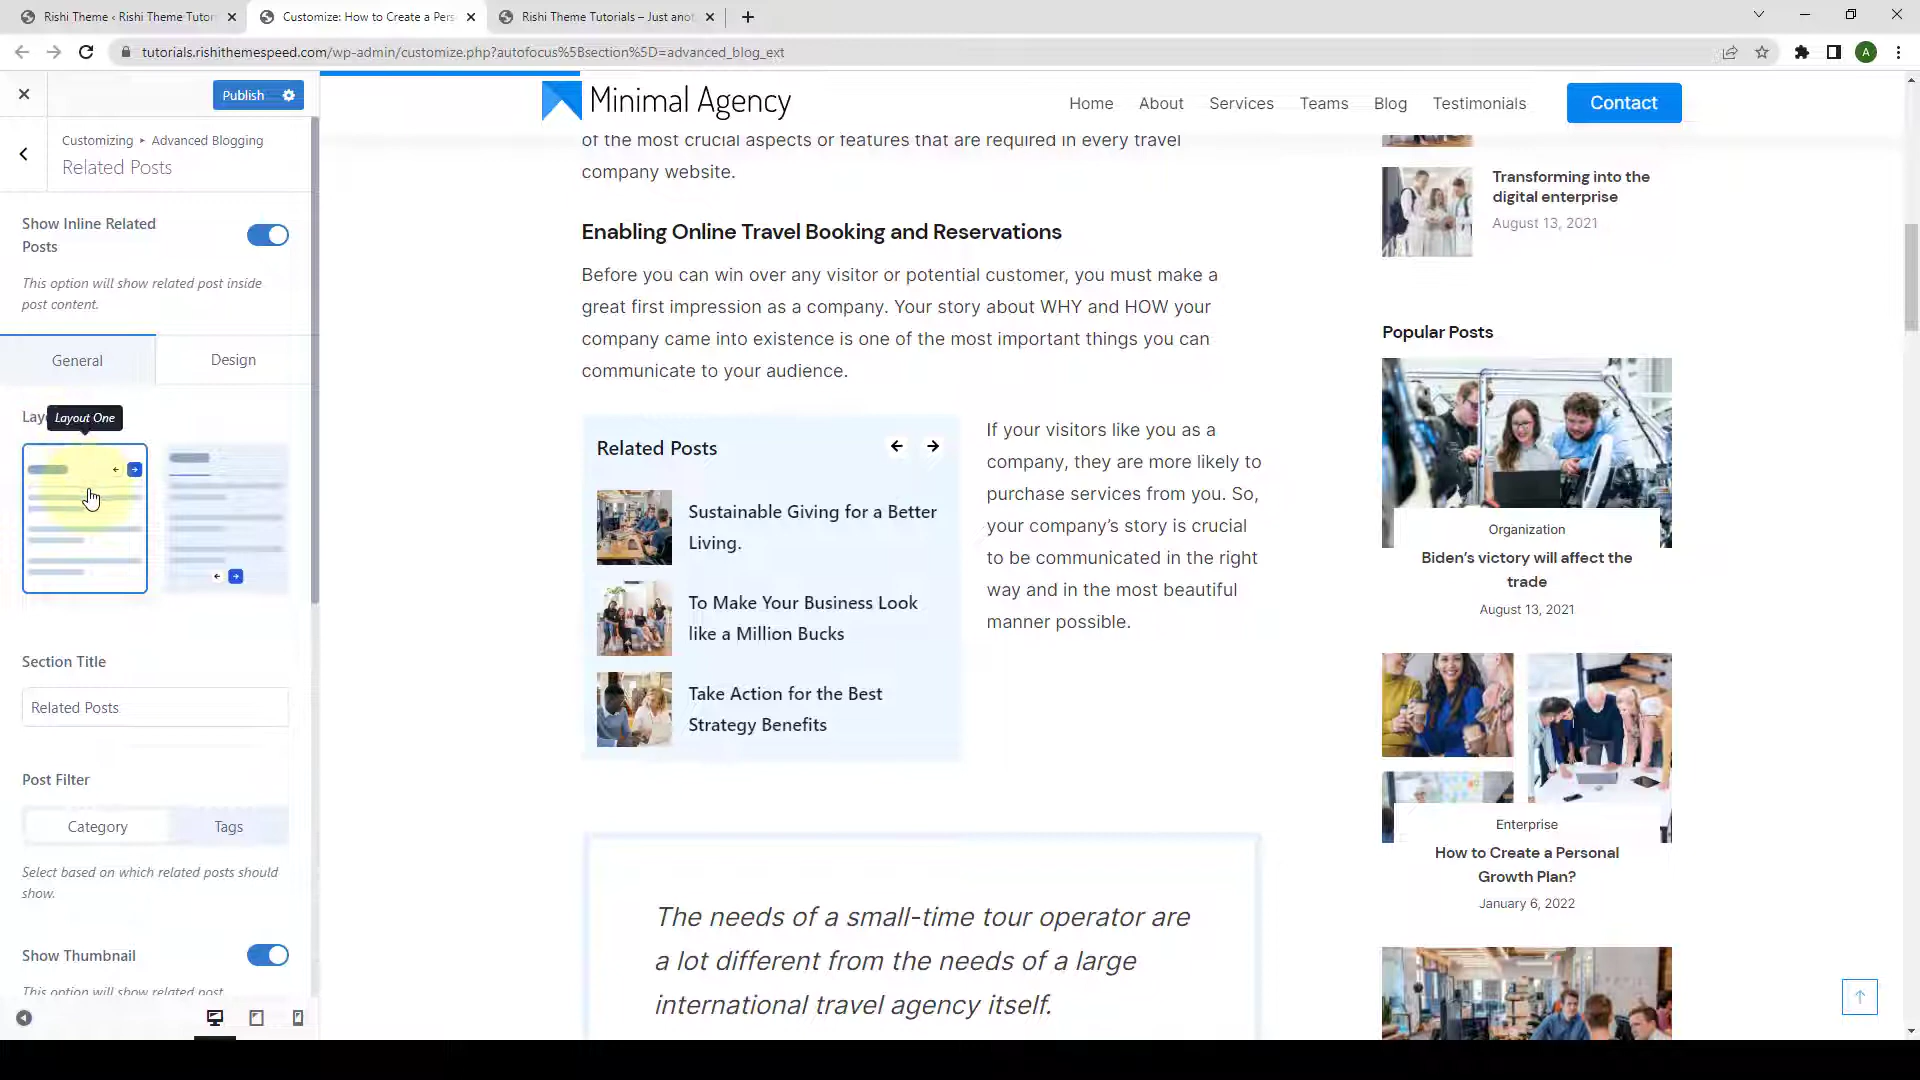 Rishi Theme ‹ Rishi Theme Tutor
Customize: How to Create a Pers
Rishi Theme Tutorials – Just anot
tutorials.rishithemespeed.com/wp-admin/customize.php?autofocus%5Bsection%5D=advanced_blog_ext
A
Publish
Customizing ▸ Advanced Blogging
Related Posts
Show Inline Related
Posts
This option will show related post inside
post content.
General
Design
Lay
Layout One
Section Title
Related Posts
Post Filter
Category
Tags
Select based on which related posts should
show.
Show Thumbnail
This option will show related post
Minimal Agency
Home
About
Services
Teams
Blog
Testimonials
Contact
of the most crucial aspects or features that are required in every travel
company website.
Enabling Online Travel Booking and Reservations
Before you can win over any visitor or potential customer, you must make a
great first impression as a company. Your story about WHY and HOW your
company came into existence is one of the most important things you can
communicate to your audience.
Related Posts
Sustainable Giving for a Better
Living.
To Make Your Business Look
like a Million Bucks
Take Action for the Best
Strategy Benefits
If your visitors like you as a
company, they are more likely to
purchase services from you. So,
your company's story is crucial
to be communicated in the right
way and in the most beautiful
manner possible.
The needs of a small-time tour operator are
a lot different from the needs of a large
international travel agency itself.
Transforming into the
digital enterprise
August 13, 2021
Popular Posts
Organization
Biden's victory will affect the
trade
August 13, 2021
Enterprise
How to Create a Personal
Growth Plan?
January 6, 2022